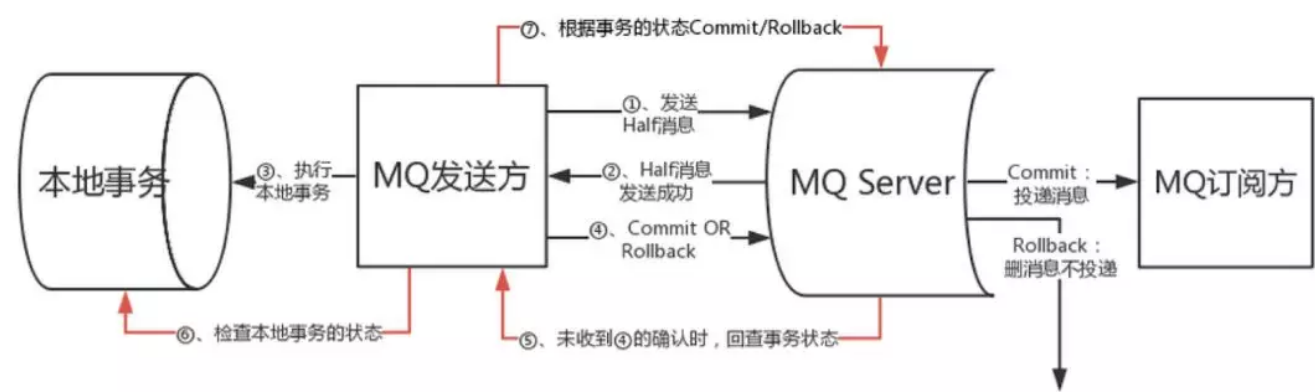 ⑦、根据事务的状态Commit/Rollback
①、发送
Half消息
本地事务
③、执行
本地事务
MQ发送方
②、Half消息
发送成功
MQ Server
Commit：
投递消息
MQ订阅方
④、Commit OR
Rollback
Rollback：
删消息不投递
⑥、检查本地事务的状态
⑤、未收到④的确认时，回查事务状态